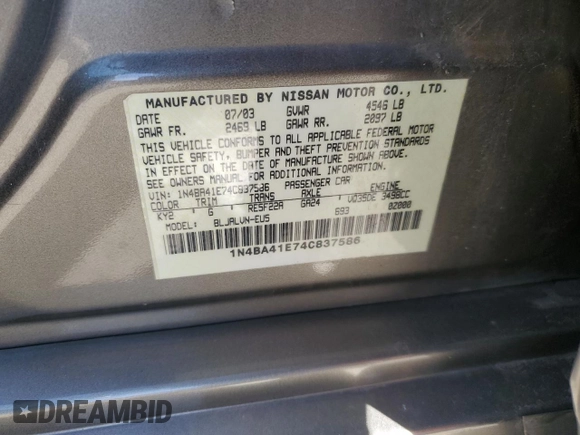 MANUFACTURED BY NISSAN MOTOR CO., LTD.
DATE 07/03 GVWR 4546 LB
GAWR FR. 2469 LB GAWR RR. 2097 LB
THIS VEHICLE CONFORMS TO ALL APPLICABLE FEDERAL MOTOR
VEHICLE SAFETY, BUMPER AND THEFT PREVENTION STANDARDS
IN EFFECT ON THE DATE OF MANUFACTURE SHOWN ABOVE.
SEE OWNERS MANUAL FOR ADDITIONAL INFORMATION.
VIN: 1N4BA41E74C837586 PASSENGER CAR
COLOR TRIM TRANS AXLE ENGINE
KY2 G RE5F22A GA24 VQ35DE 3498CC
MODEL: BLJALVN-EU5 693 02000
1N4BA41E74C837586
DREAMBID